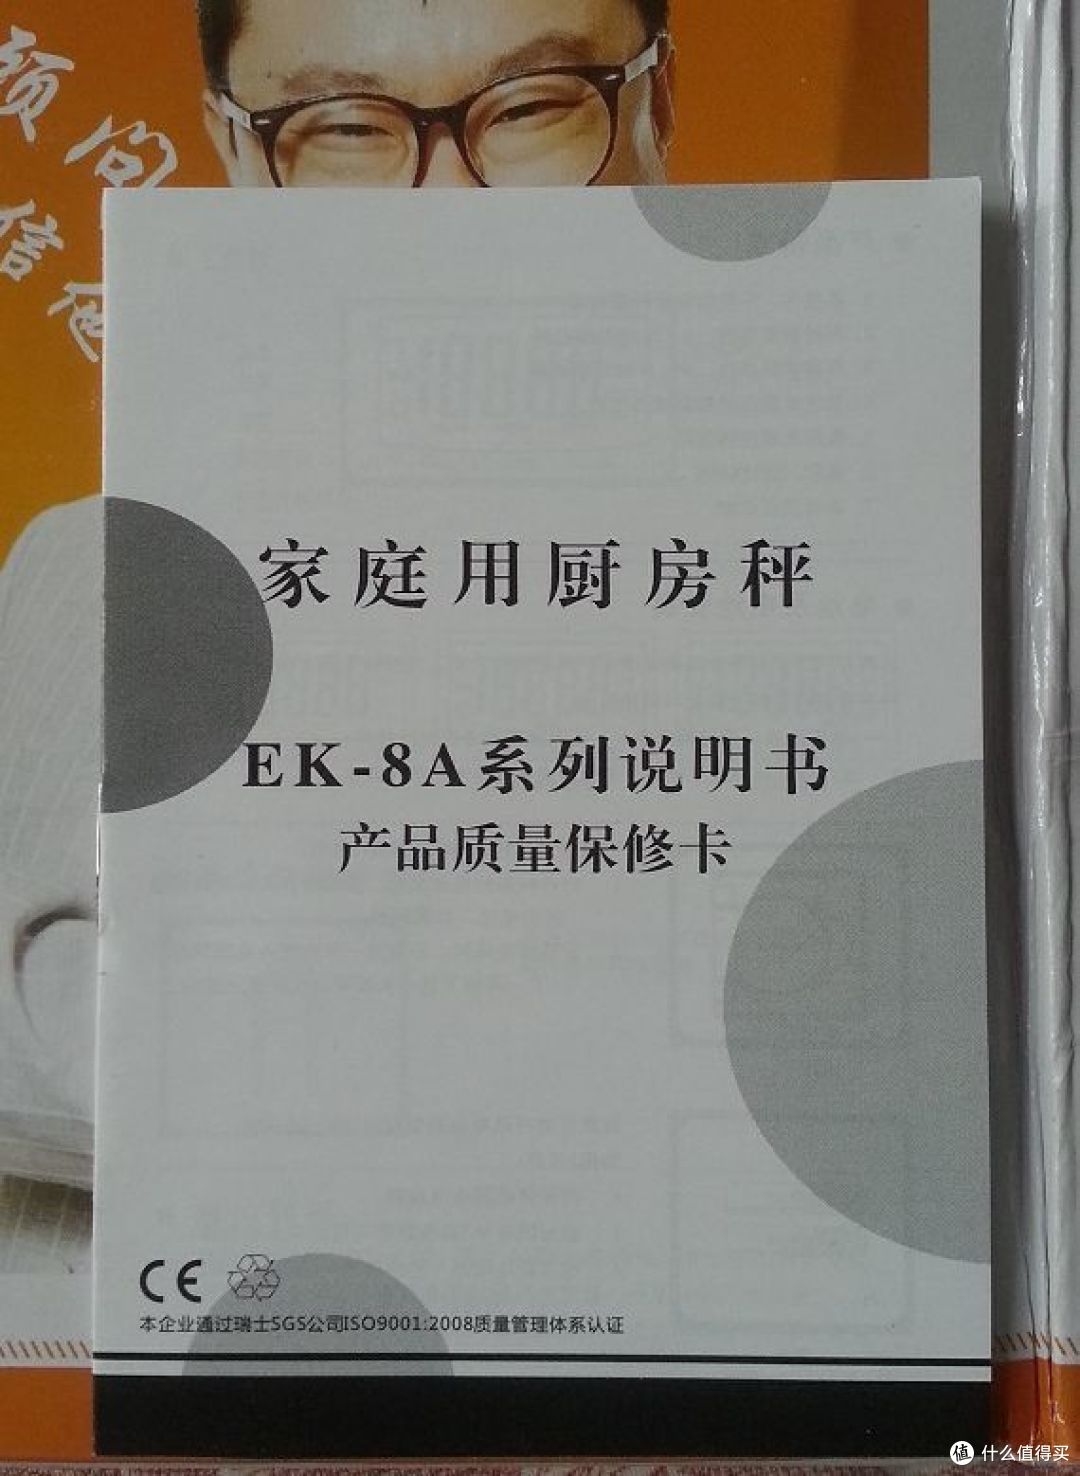 信
家庭用厨房秤
EK-8A系列说明书
产品质量保修卡
CE
本企业通过瑞士SGS公司ISO9001:2008质量管理体系认证
值 什么值得买